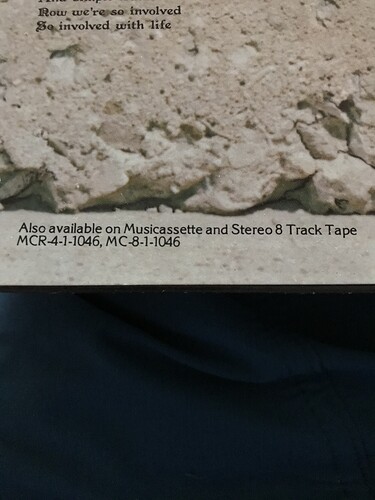 Now we're so involved
So involved with life
Also available on Musicassette and Stereo 8 Track Tape
MCR-4-1-1046, MC-8-1-1046